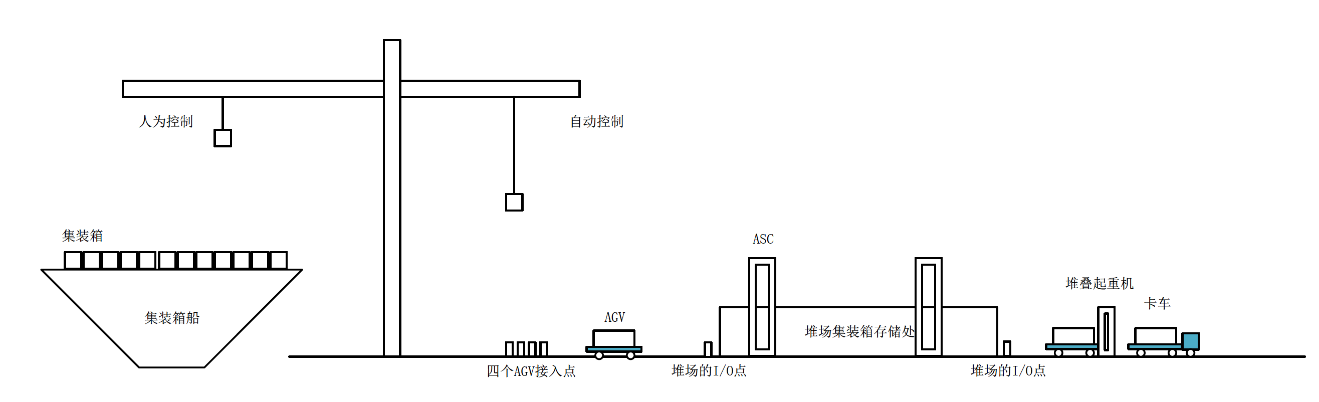 人为控制
自动控制
集装箱
集装箱船
四个AGV接入点
AGV
堆场的I/O点
ASC
堆场集装箱存储处
堆场的I/O点
堆叠起重机
卡车